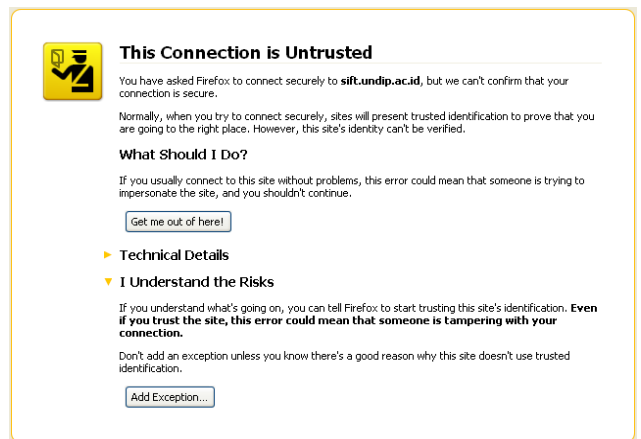 This Connection is Untrusted
You have asked Firefox to connect securely to sift.undip.ac.id, but we can't confirm that your
connection is secure.
Normally, when you try to connect securely, sites will present trusted identification to prove that you
are going to the right place. However, this site's identity can't be verified.
What Should I Do?
If you usually connect to this site without problems, this error could mean that someone is trying to
impersonate the site, and you shouldn't continue.
Get me out of here!
Technical Details
I Understand the Risks
If you understand what's going on, you can tell Firefox to start trusting this site's identification. Even
if you trust the site, this error could mean that someone is tampering with your
connection.
Don't add an exception unless you know there's a good reason why this site doesn't use trusted
identification.
Add Exception...